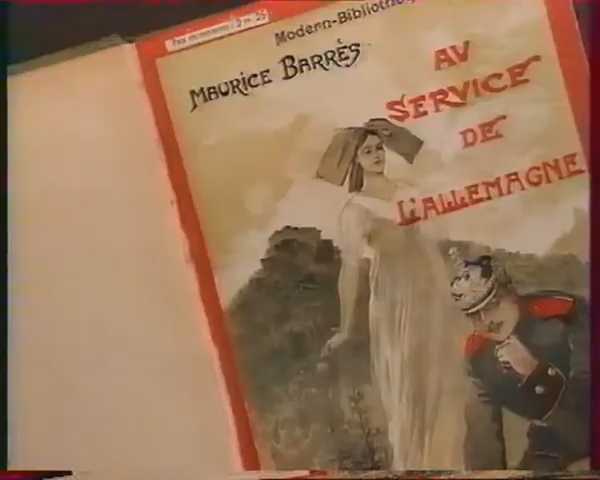 Modern-Bibliothèque
MAURICE BARRÈS
AU
SERVICE
DE
L'ALLEMAGNE